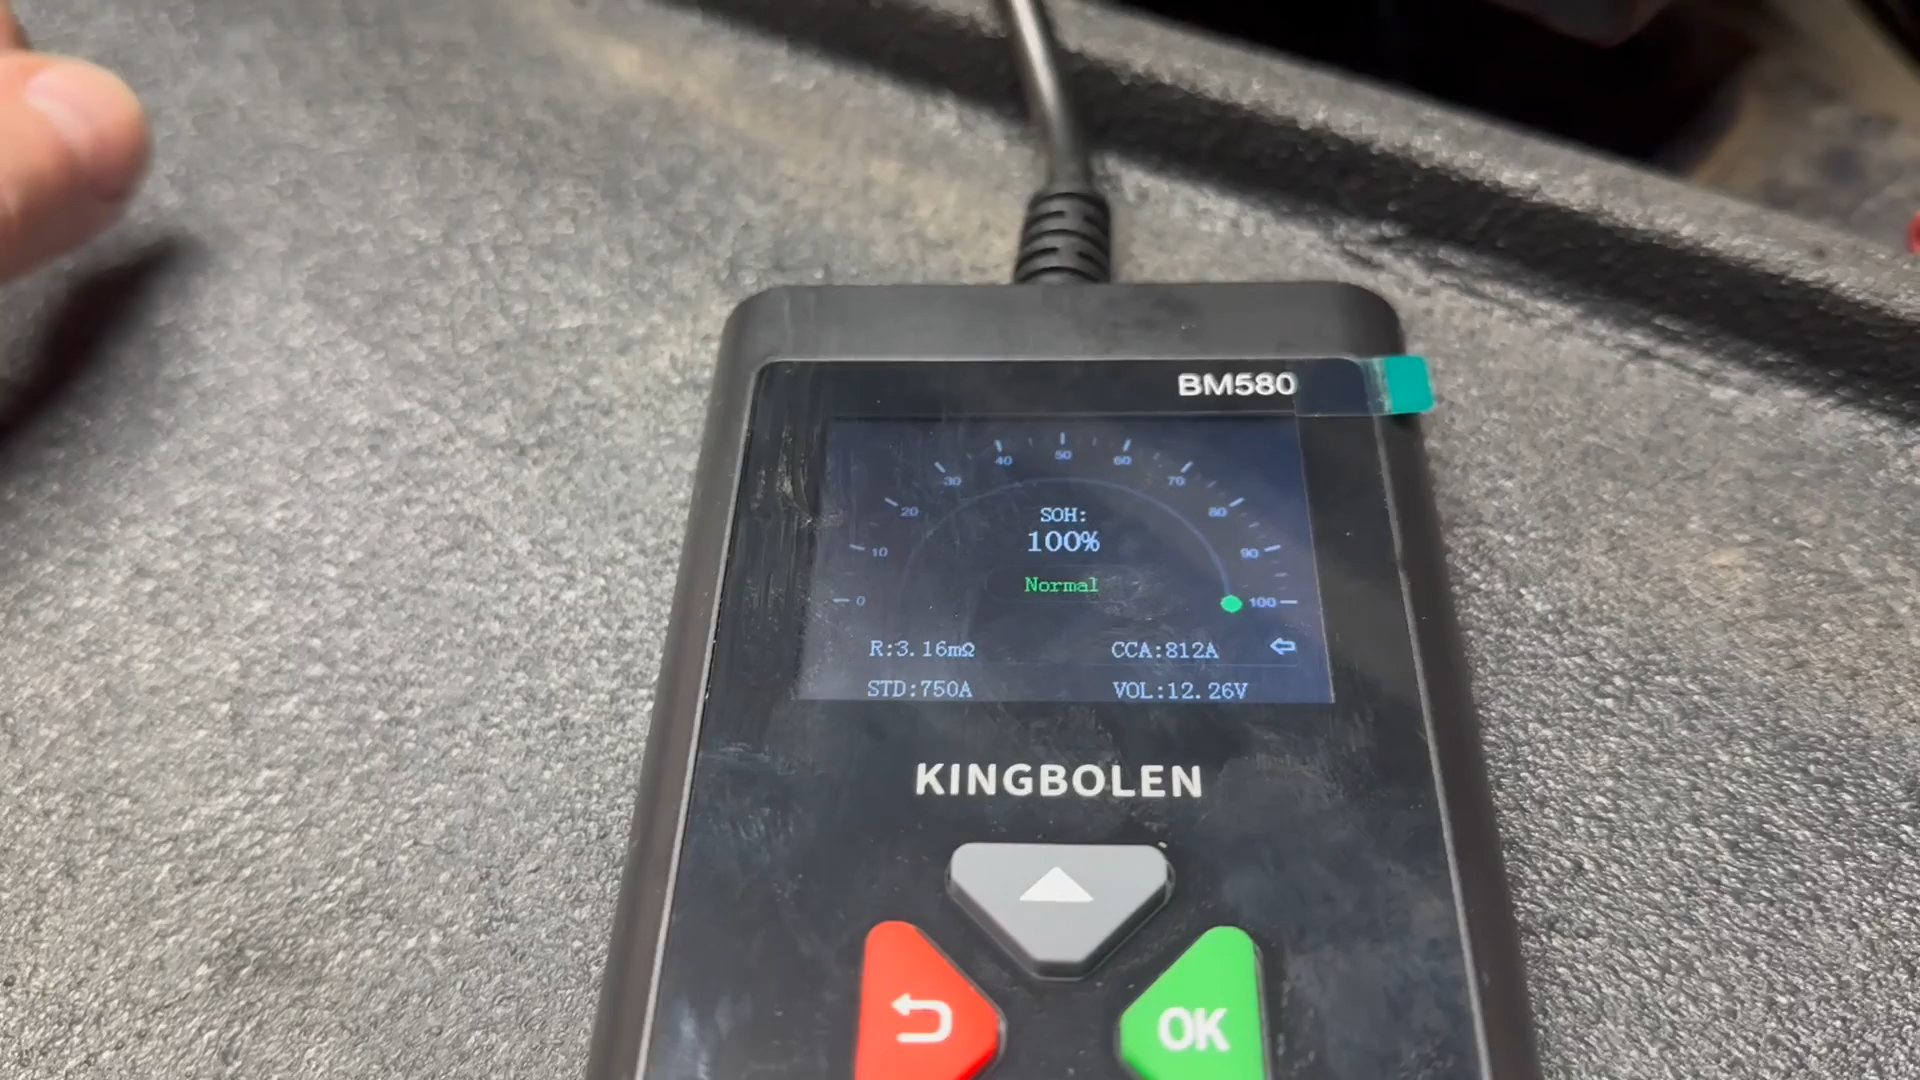 BM580
0 10 20 30 40 50 60 70 80 90 100
SOH:
100%
Normal
R:3.16mΩ CCA:812A
STD:750A VOL:12.26V
KINGBOLEN
OK